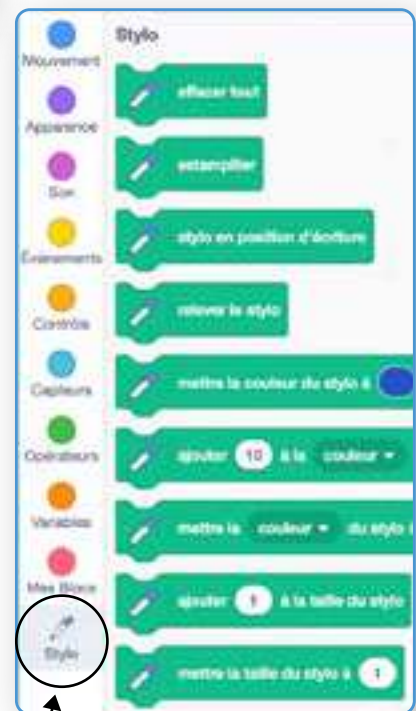 Stylo
Mouvement
effacer tout
Apparence
estampiller
Son
stylo en position d'écriture
Événements
relever le stylo
Contrôle
mettre la couleur du stylo à
Capteurs
ajouter 10 à la couleur
Opérateurs
mettre la couleur du stylo
Variables
ajouter 1 à la taille du stylo
Mes Blocs
Stylo
mettre la taille du stylo à 1